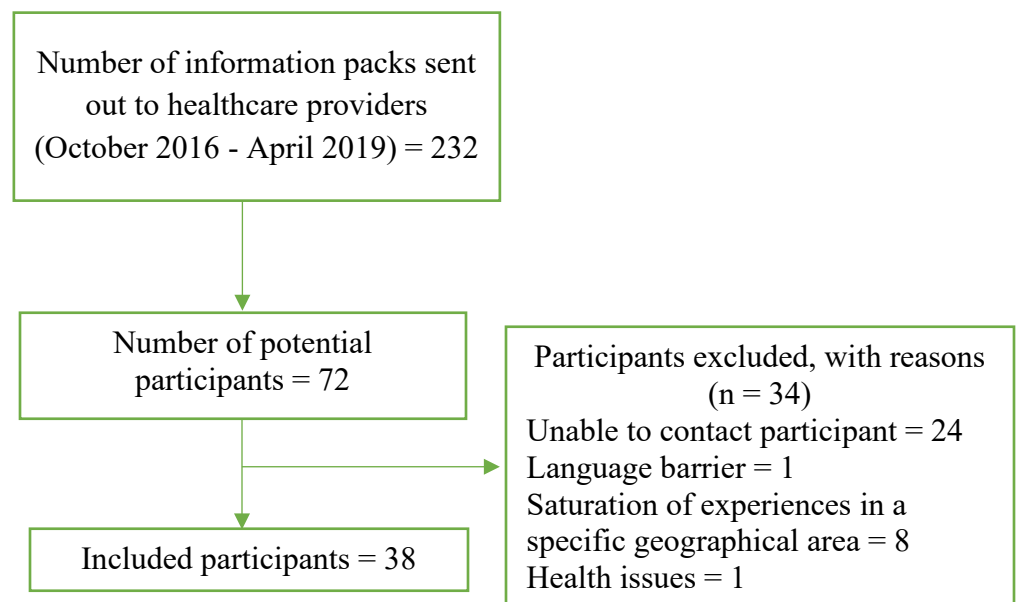 Number of information packs sent
out to healthcare providers
(October 2016 - April 2019) = 232
Number of potential
participants = 72
Participants excluded, with reasons
(n = 34)
Unable to contact participant = 24
Language barrier = 1
Saturation of experiences in a
specific geographical area = 8
Health issues = 1
Included participants = 38